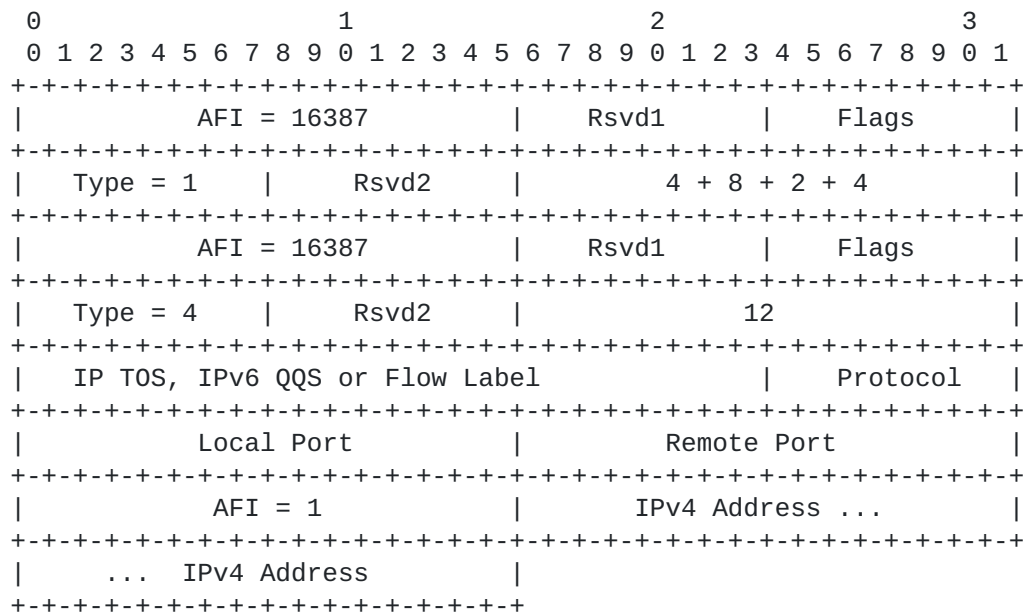 0                   1                   2                   3
 0 1 2 3 4 5 6 7 8 9 0 1 2 3 4 5 6 7 8 9 0 1 2 3 4 5 6 7 8 9 0 1
+-+-+-+-+-+-+-+-+-+-+-+-+-+-+-+-+-+-+-+-+-+-+-+-+-+-+-+-+-+-+-+-+
|           AFI = 16387         |    Rsvd1      |    Flags      |
+-+-+-+-+-+-+-+-+-+-+-+-+-+-+-+-+-+-+-+-+-+-+-+-+-+-+-+-+-+-+-+-+
|   Type = 1    |     Rsvd2     |         4 + 8 + 2 + 4         |
+-+-+-+-+-+-+-+-+-+-+-+-+-+-+-+-+-+-+-+-+-+-+-+-+-+-+-+-+-+-+-+-+
|           AFI = 16387         |    Rsvd1      |    Flags      |
+-+-+-+-+-+-+-+-+-+-+-+-+-+-+-+-+-+-+-+-+-+-+-+-+-+-+-+-+-+-+-+-+
|   Type = 4    |     Rsvd2     |              12               |
+-+-+-+-+-+-+-+-+-+-+-+-+-+-+-+-+-+-+-+-+-+-+-+-+-+-+-+-+-+-+-+-+
|   IP TOS, IPv6 QQS or Flow Label              |    Protocol   |
+-+-+-+-+-+-+-+-+-+-+-+-+-+-+-+-+-+-+-+-+-+-+-+-+-+-+-+-+-+-+-+-+
|           Local Port          |         Remote Port           |
+-+-+-+-+-+-+-+-+-+-+-+-+-+-+-+-+-+-+-+-+-+-+-+-+-+-+-+-+-+-+-+-+
|            AFI = 1            |       IPv4 Address ...        |
+-+-+-+-+-+-+-+-+-+-+-+-+-+-+-+-+-+-+-+-+-+-+-+-+-+-+-+-+-+-+-+-+
|     ...  IPv4 Address         |
+-+-+-+-+-+-+-+-+-+-+-+-+-+-+-+-+